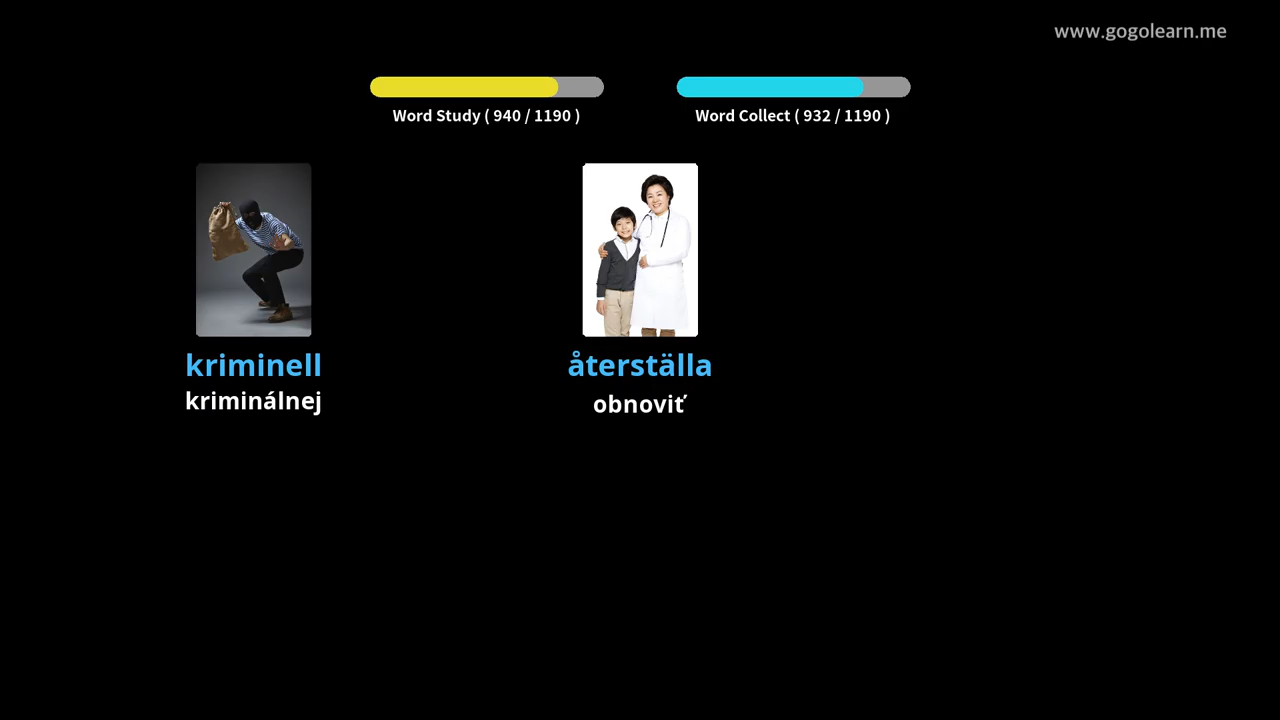 www.gogolearn.me
Word Study ( 940 / 1190 )
Word Collect ( 932 / 1190 )
kriminell
kriminálnej
återställa
obnoviť